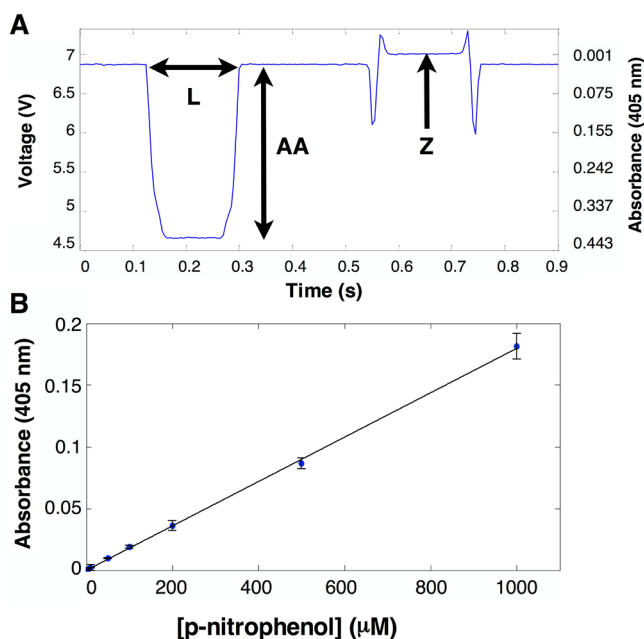 A
Voltage (V)
7
6.5
6
5.5
5
4.5
L
AA
Z
0.001
0.075
0.155
0.242
0.337
0.443
Absorbance (405 nm)
0 0.1 0.2 0.3 0.4 0.5 0.6 0.7 0.8 0.9
Time (s)
B
Absorbance (405 nm)
0.2
0.15
0.1
0.05
0
0 200 400 600 800 1000
[p-nitrophenol] (µM)